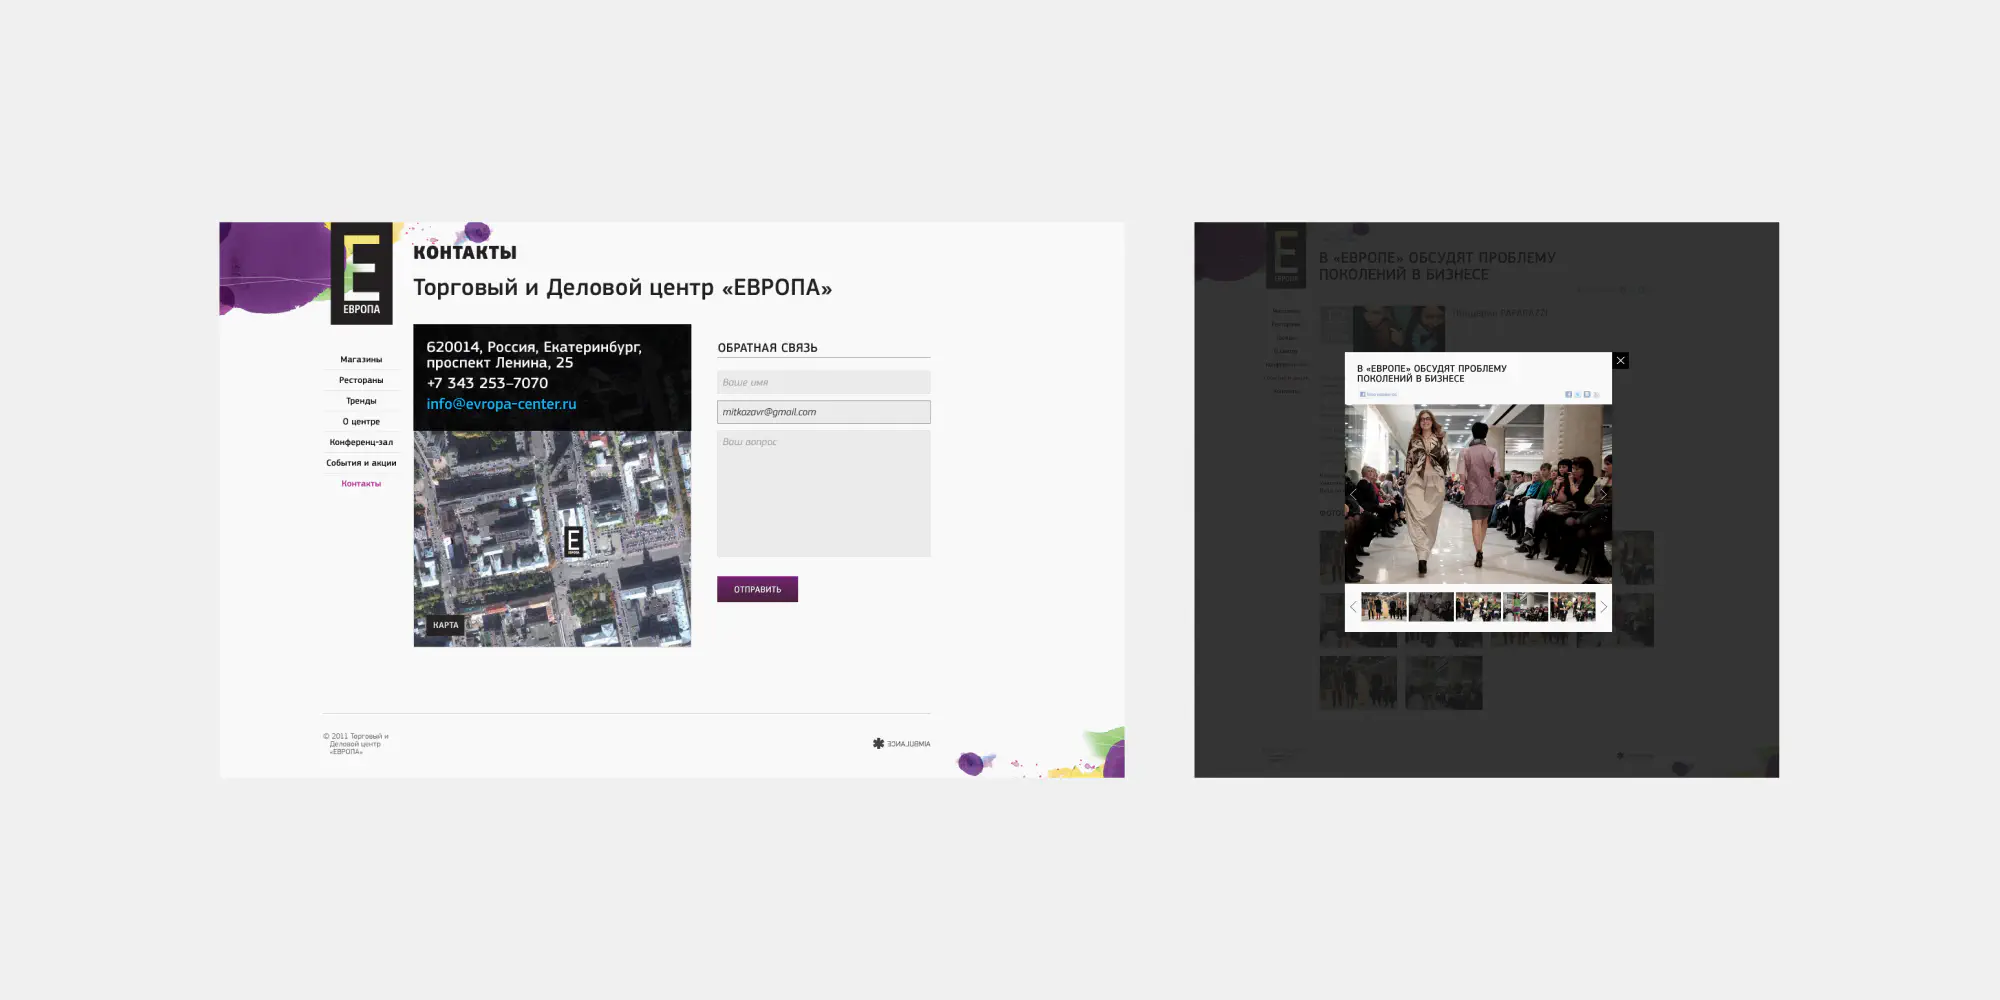 ЕВРОПА
КОНТАКТЫ
Торговый и Деловой центр «ЕВРОПА»
Магазины
Рестораны
Тренды
О центре
Конференц-зал
События и акции
Контакты
620014, Россия, Екатеринбург,
проспект Ленина, 25
+7 343 253–7070
info@evropa-center.ru
КАРТА
ОБРАТНАЯ СВЯЗЬ
Ваше имя
mitkazavr@gmail.com
Ваш вопрос
ОТПРАВИТЬ
© 2011 Торговый и
Деловой центр
«ЕВРОПА»
AMBULANCE
В «ЕВРОПЕ» ОБСУДЯТ ПРОБЛЕМУ
ПОКОЛЕНИЙ В БИЗНЕСЕ
В «ЕВРОПЕ» ОБСУДЯТ ПРОБЛЕМУ
ПОКОЛЕНИЙ В БИЗНЕСЕ